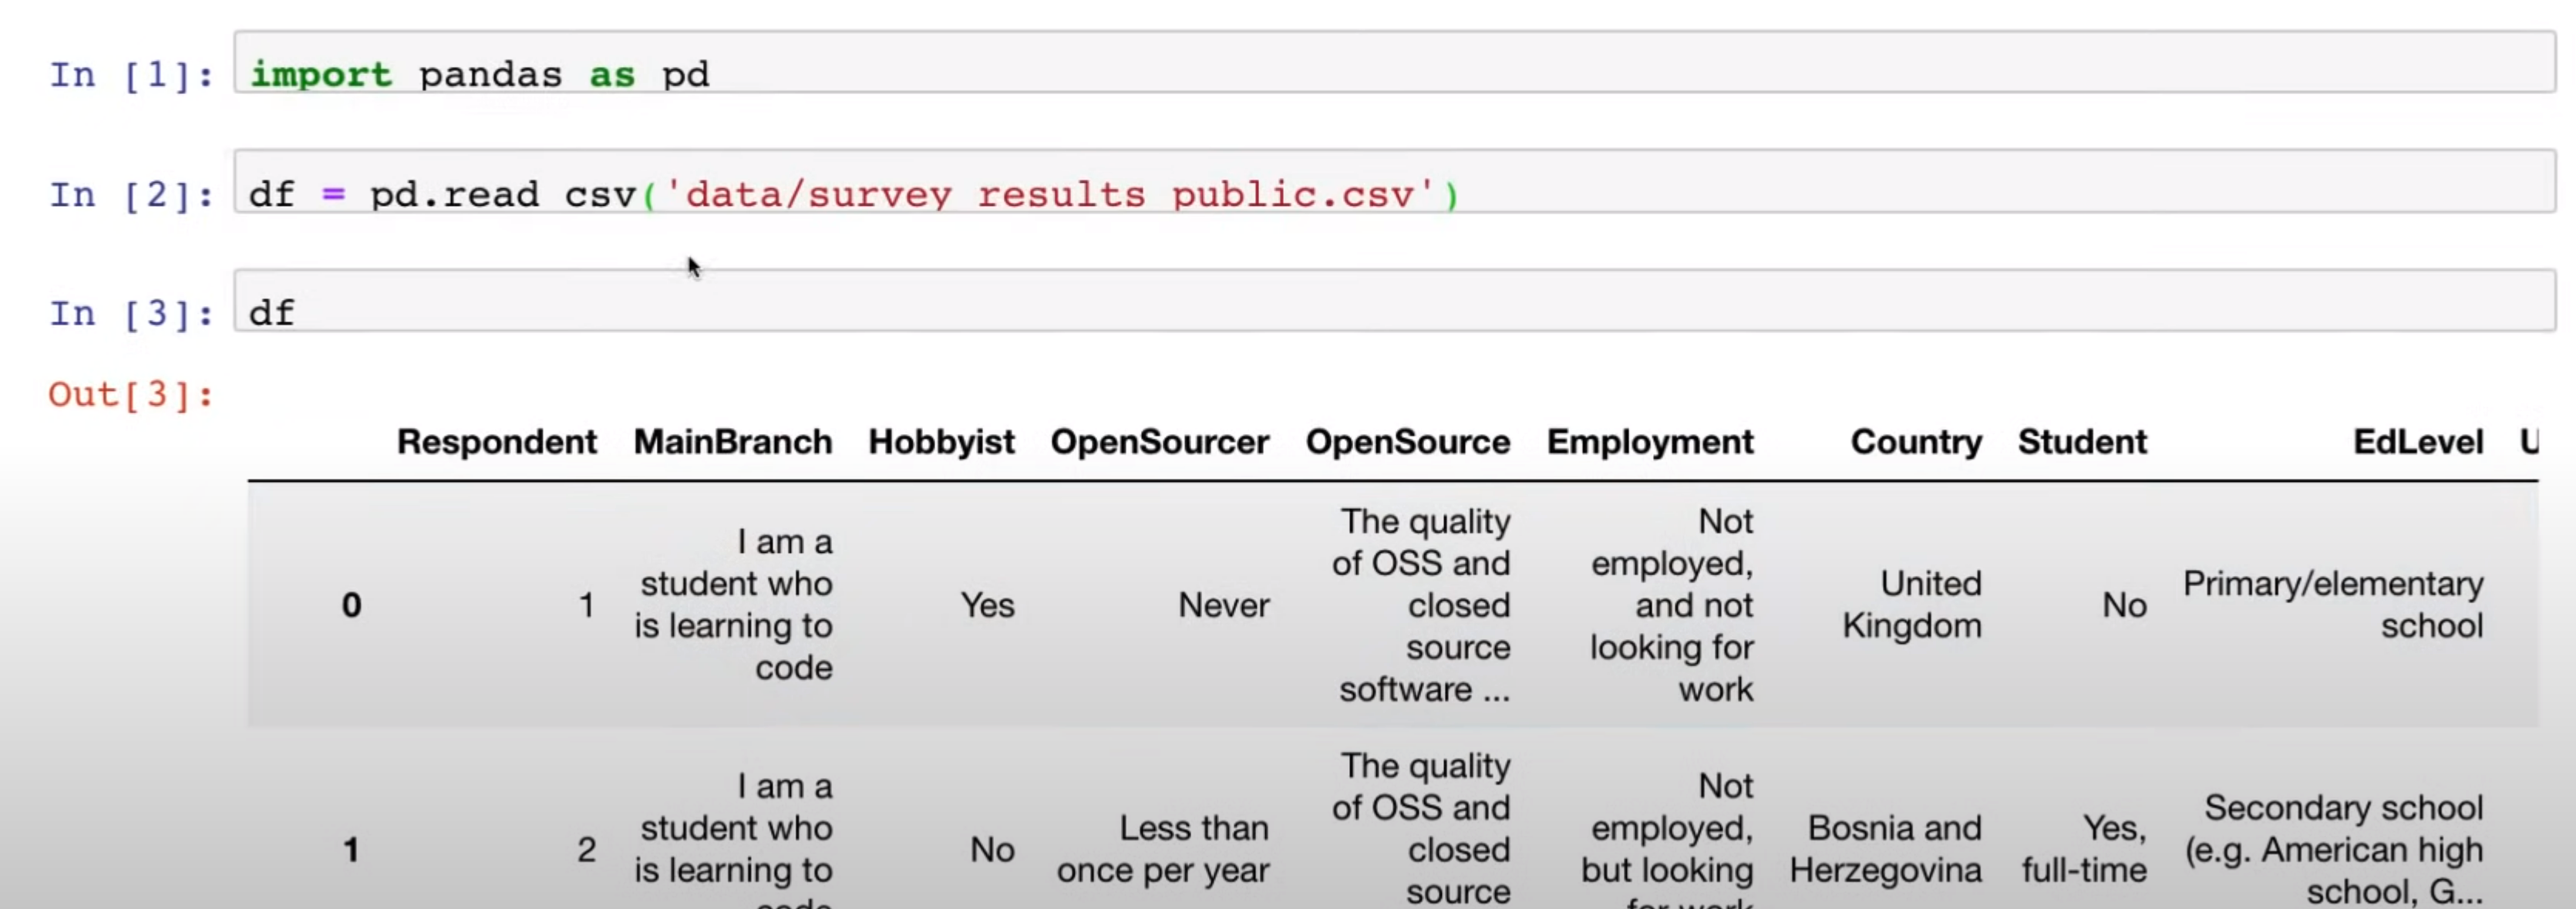 In [1]: import pandas as pd
In [2]: df = pd.read csv('data/survey results public.csv')
In [3]: df
Out[3]:
Respondent MainBranch Hobbyist OpenSourcer OpenSource Employment Country Student EdLevel U
0
1
I am a
student who
is learning to
code
Yes
Never
The quality
of OSS and
closed
source
software ...
Not
employed,
and not
looking for
work
United
Kingdom
No
Primary/elementary
school
1
2
I am a
student who
is learning to
No
Less than
once per year
The quality
of OSS and
closed
source
Not
employed,
but looking
Bosnia and
Herzegovina
Yes,
full-time
Secondary school
(e.g. American high
school, G...